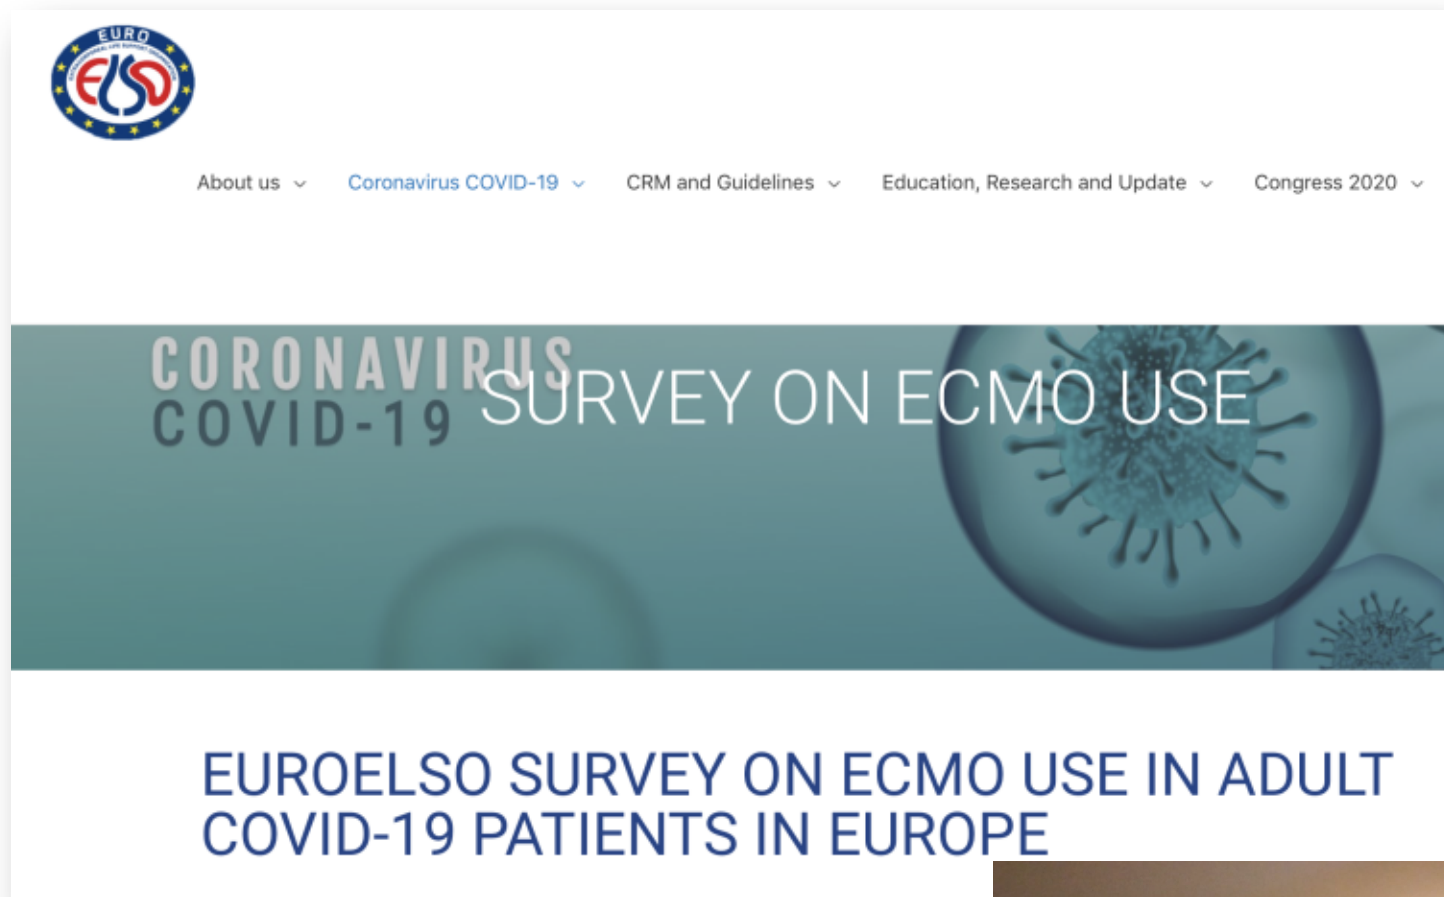 EURO
ELSO
About us
Coronavirus COVID-19
CRM and Guidelines
Education, Research and Update
Congress 2020
CORONAVIRUS
COVID-19
SURVEY ON ECMO USE
EUROELSO SURVEY ON ECMO USE IN ADULT
COVID-19 PATIENTS IN EUROPE